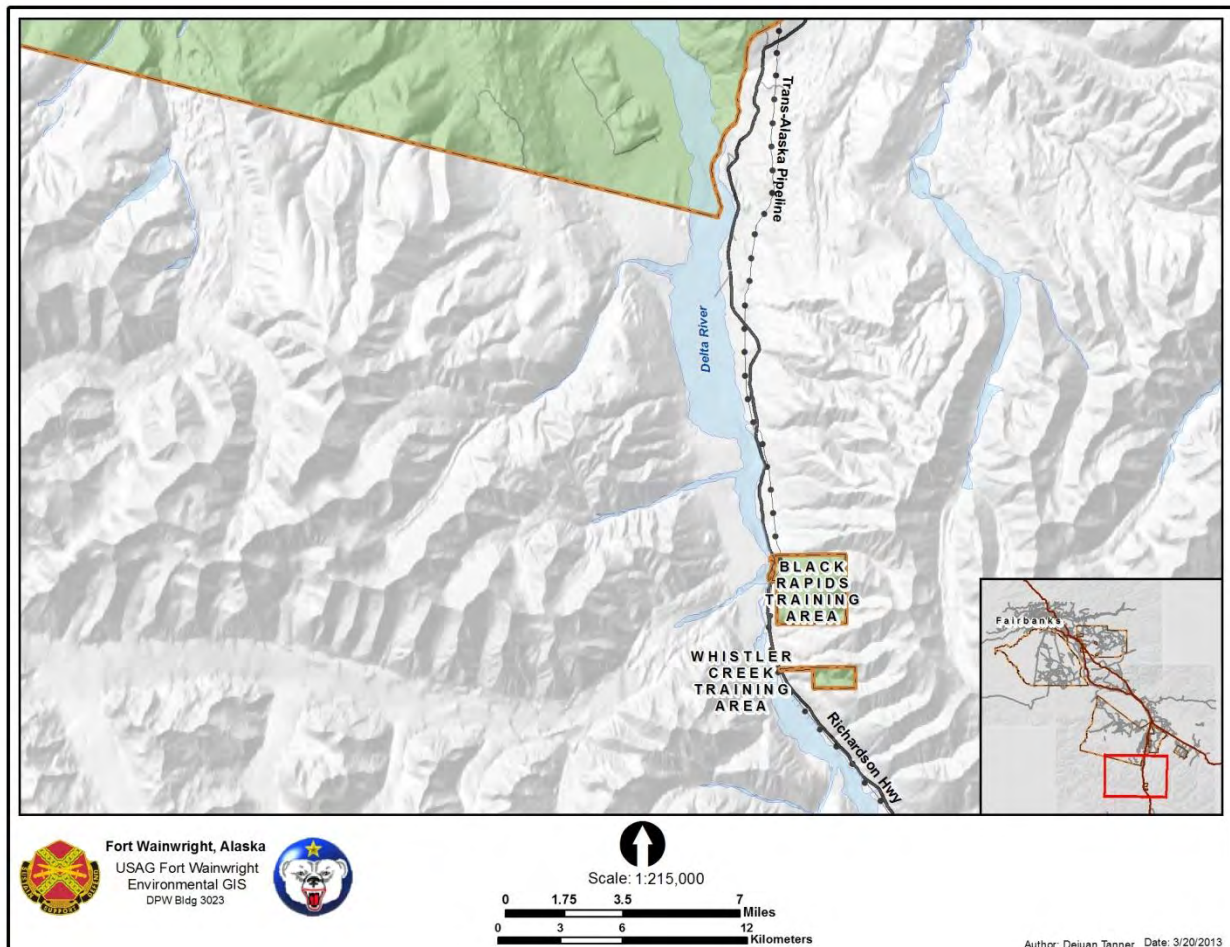 Trans-Alaska Pipeline
Delta River
BLACK
RAPIDS
TRAINING
AREA
WHISTLER
CREEK
TRAINING
AREA
Richardson Hwy
Fairbanks
Fort Wainwright, Alaska
USAG Fort Wainwright
Environmental GIS
DPW Bldg 3023
SUPPORT
DEFEND
Scale: 1:215,000
0 1.75 3.5 7
Miles
0 3 6 12
Kilometers
Author: Dejuan Tanner Date: 3/20/2013